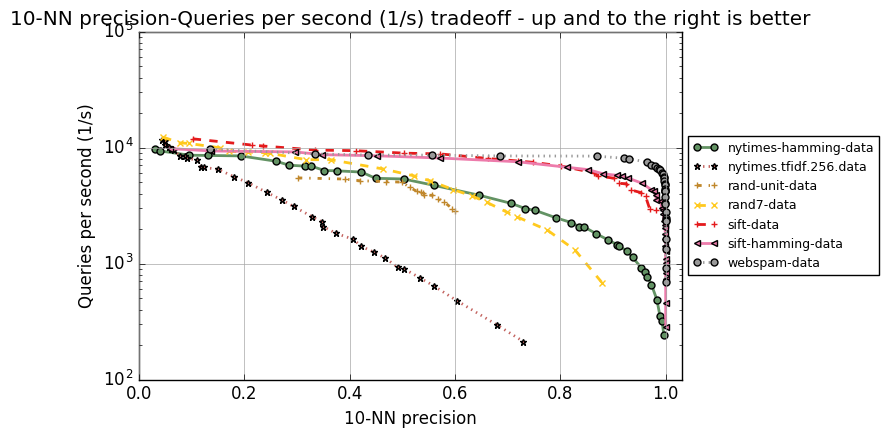 10-NN precision-Queries per second (1/s) tradeoff - up and to the right is better
10^5
10^4
10^3
10^2
Queries per second (1/s)
0.0 0.2 0.4 0.6 0.8 1.0
10-NN precision
nytimes-hamming-data
nytimes.tfidf.256.data
rand-unit-data
rand7-data
sift-data
sift-hamming-data
webspam-data